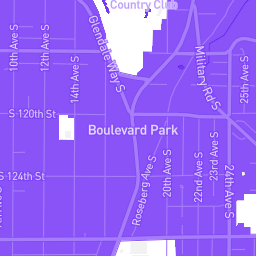 Country Club
Glendale Way S
Military Rd S
10th Ave S
12th Ave S
14th Ave S
25th Ave S
S 120th St
Boulevard Park
S 124th St
Rossberg Ave S
20th Ave S
22nd Ave S
23rd Ave S
24th Ave S